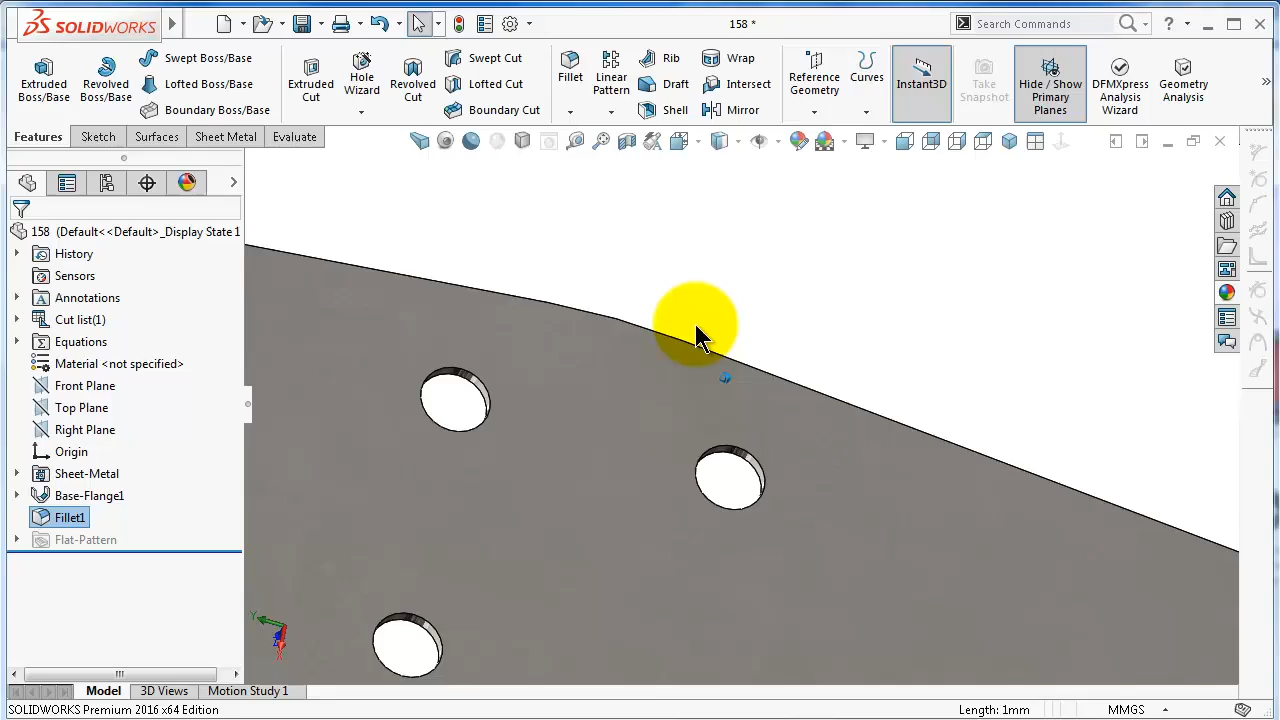 SOLIDWORKS
158 *
Search Commands
?
Extruded Boss/Base
Revolved Boss/Base
Swept Boss/Base
Lofted Boss/Base
Boundary Boss/Base
Extruded Cut
Hole Wizard
Revolved Cut
Swept Cut
Lofted Cut
Boundary Cut
Fillet
Linear Pattern
Rib
Draft
Shell
Wrap
Intersect
Mirror
Reference Geometry
Curves
Instant3D
Take Snapshot
Hide / Show Primary Planes
DMFXpress Analysis Wizard
Geometry Analysis
Features
Sketch
Surfaces
Sheet Metal
Evaluate
158 (Default<<Default>_Display State 1
History
Sensors
Annotations
Cut list(1)
Equations
Material <not specified>
Front Plane
Top Plane
Right Plane
Origin
Sheet-Metal
Base-Flange1
Fillet1
Flat-Pattern
Y
X
Model
3D Views
Motion Study 1
SOLIDWORKS Premium 2016 x64 Edition
Length: 1mm
MMGS